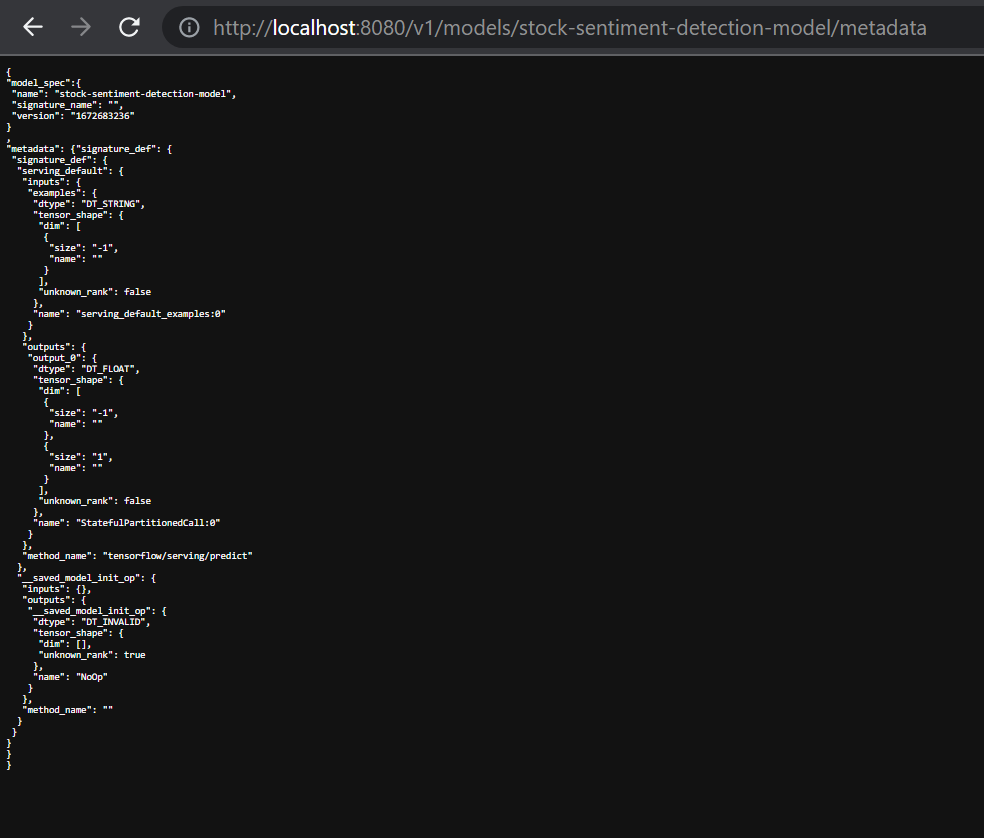 http://localhost:8080/v1/models/stock-sentiment-detection-model/metadata
{
"model_spec":{
 "name": "stock-sentiment-detection-model",
 "signature_name": "",
 "version": "1672683236"
}
,
"metadata": {"signature_def": {
 "signature_def": {
  "serving_default": {
   "inputs": {
    "examples": {
     "dtype": "DT_STRING",
     "tensor_shape": {
      "dim": [
       {
        "size": "-1",
        "name": ""
       }
      ],
      "unknown_rank": false
     },
     "name": "serving_default_examples:0"
    }
   },
   "outputs": {
    "output_0": {
     "dtype": "DT_FLOAT",
     "tensor_shape": {
      "dim": [
       {
        "size": "-1",
        "name": ""
       },
       {
        "size": "1",
        "name": ""
       }
      ],
      "unknown_rank": false
     },
     "name": "StatefulPartitionedCall:0"
    }
   },
   "method_name": "tensorflow/serving/predict"
  },
  "__saved_model_init_op": {
   "inputs": {},
   "outputs": {
    "__saved_model_init_op": {
     "dtype": "DT_INVALID",
     "tensor_shape": {
      "dim": [],
      "unknown_rank": true
     },
     "name": "NoOp"
    }
   },
   "method_name": ""
  }
 }
}
}
}